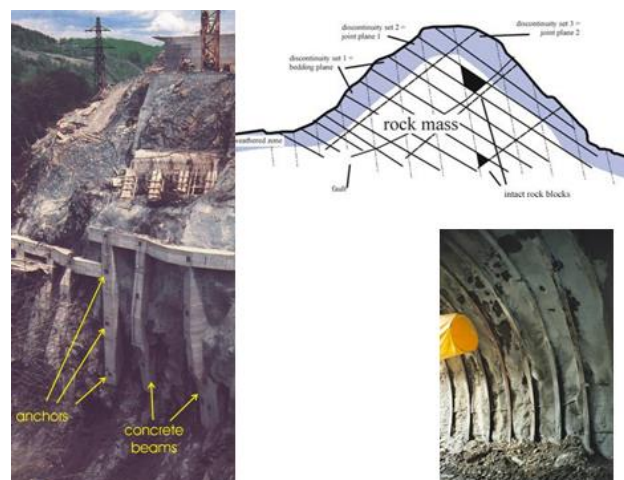 discontinuity set 2 =
joint plane 1
discontinuity set 3 =
joint plane 2
discontinuity set 1 =
bedding plane
rock mass
weathered zone
fault
intact rock blocks
anchors
concrete
beams